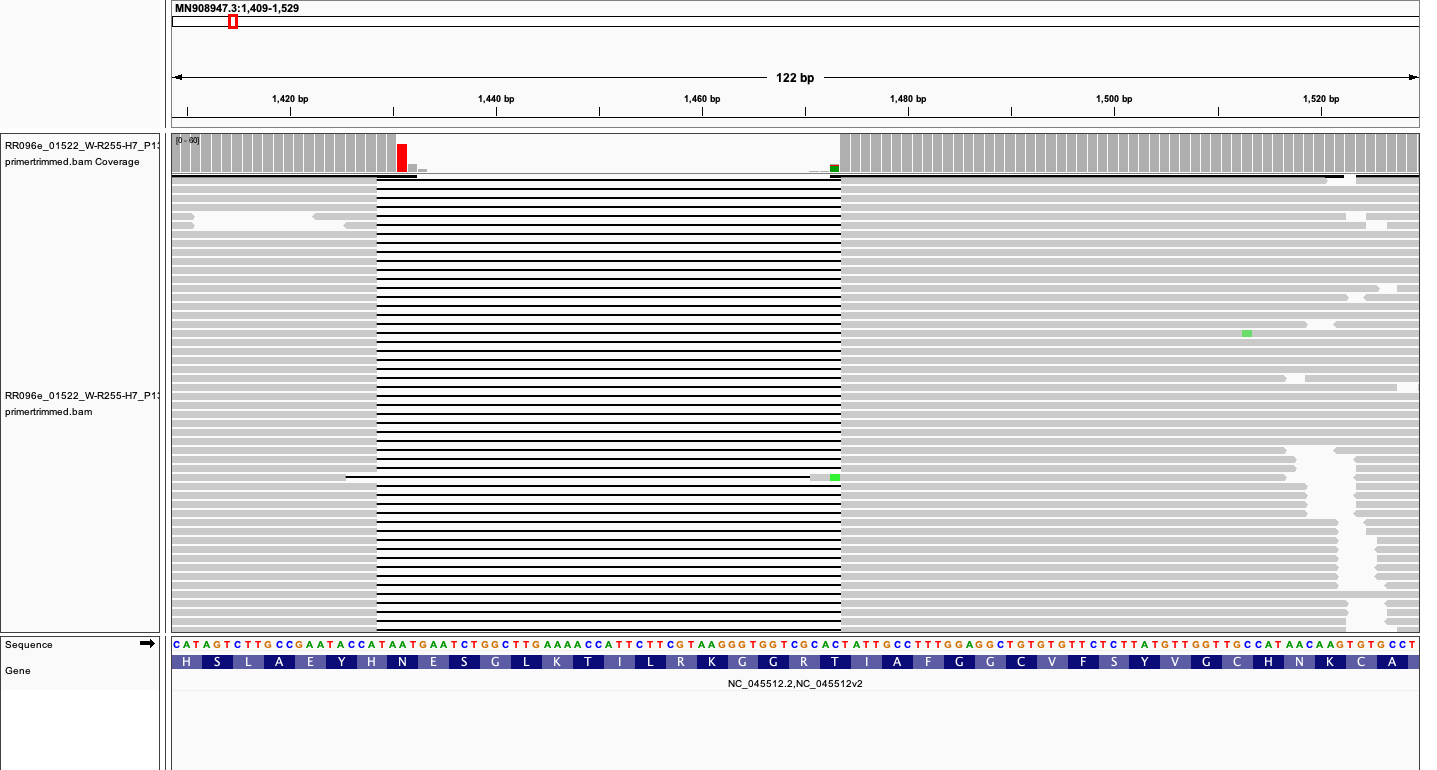 MN908947.3:1,409-1,529
122 bp
1,420 bp 1,440 bp 1,460 bp 1,480 bp 1,500 bp 1,520 bp
[0 - 60]
RR096e_01522_W-R255-H7_P1
primertrimmed.bam Coverage
RR096e_01522_W-R255-H7_P1
primertrimmed.bam
Sequence
CATAGTCTTGCCGAATACCATAATGAATCTGGCTTGAAAACCATTCTTCGTAAGGGTGGTCGCACTATTGCCTTTGGAGGCTGTGTGTTCTCTTATGTTGGTTGCCATAACAAGTGTGCCT
Gene
H S L A E Y H N E S G L K T I L R K G G R T I A F G G C V F S Y V G C H N K C A
NC_045512.2,NC_045512v2